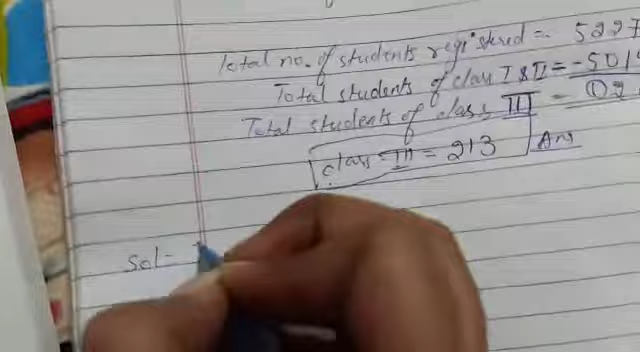 Total no. of students registered = 5227
Total students of class I & II = - 501
Total students of class III =
class III = 213 Ans
Sol -